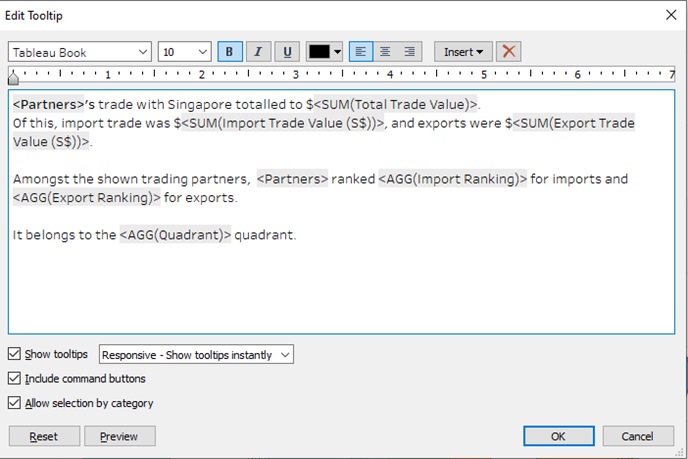 Edit Tooltip
Tableau Book 10 B I U Insert
1 2 3 4 5 6 7
<Partners>'s trade with Singapore totalled to $<SUM(Total Trade Value)>.
Of this, import trade was $<SUM(Import Trade Value (S$))>, and exports were $<SUM(Export Trade
Value (S$))>.
Amongst the shown trading partners,  <Partners> ranked <AGG(Import Ranking)> for imports and
<AGG(Export Ranking)> for exports.
It belongs to the <AGG(Quadrant)> quadrant.
Show tooltips Responsive - Show tooltips instantly
Include command buttons
Allow selection by category
Reset Preview OK Cancel